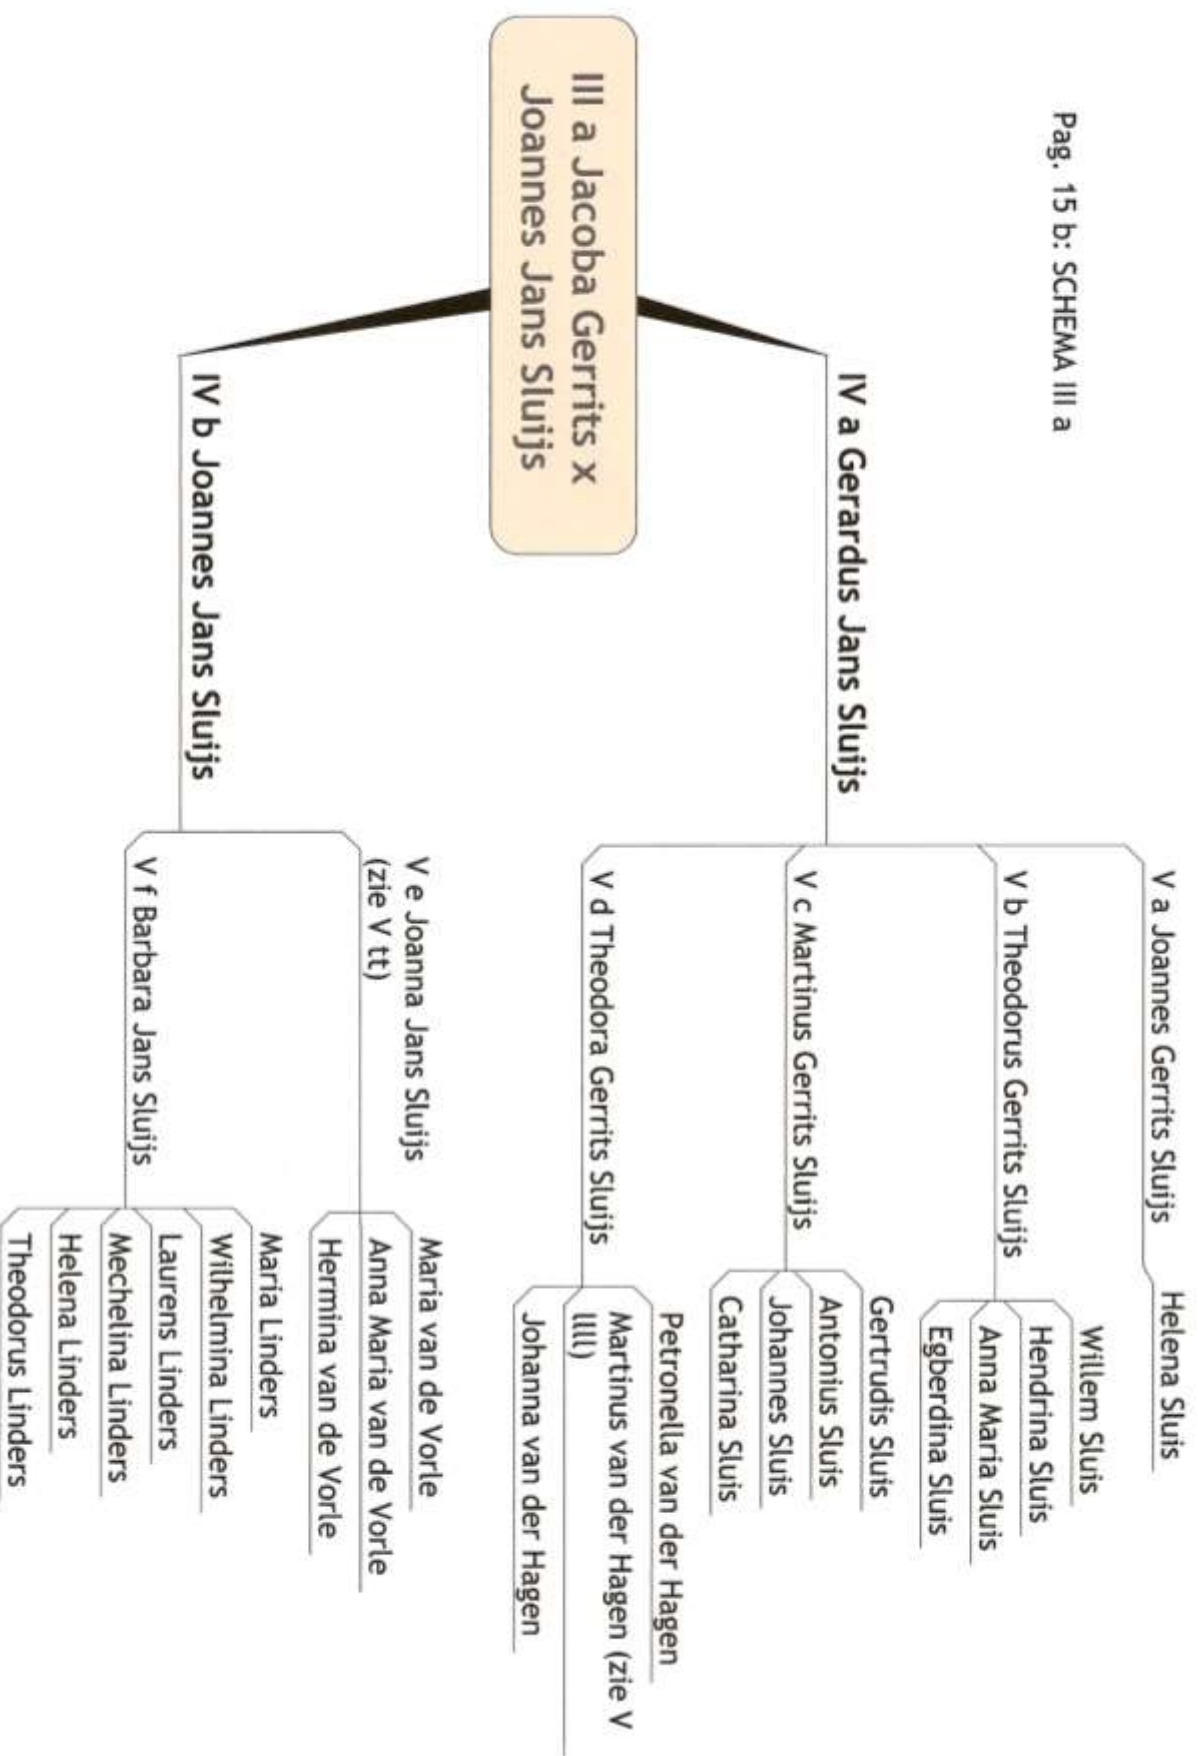 Pag. 15 b: SCHEMA III a
III a Jacoba Gerrits x
Joannes Jans Sluijs
IV a Gerardus Jans Sluijs
V a Joannes Gerrits Sluijs
Helena Sluis
V b Theodorus Gerrits Sluijs
Willem Sluis
Hendrina Sluis
Anna Maria Sluis
Egberdina Sluis
V c Martinus Gerrits Sluijs
Gertrudis Sluis
Antonius Sluis
Johannes Sluis
Catharina Sluis
V d Theodora Gerrits Sluijs
Petronella van der Hagen
Martinus van der Hagen (zie V
llll)
Johanna van der Hagen
IV b Joannes Jans Sluijs
V e Joanna Jans Sluijs
(zie V tt)
Maria van de Vorle
Anna Maria van de Vorle
Hermina van de Vorle
V f Barbara Jans Sluijs
Maria Linders
Wilhelmina Linders
Laurens Linders
Mechelina Linders
Helena Linders
Theodorus Linders